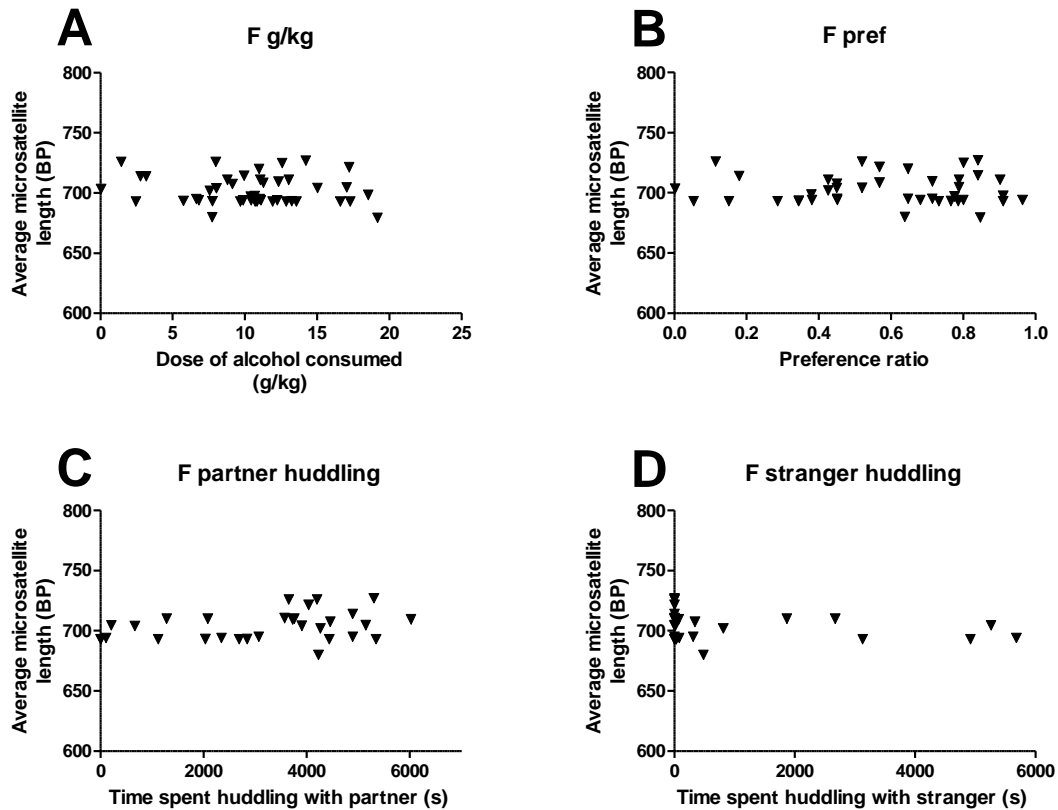 A
F g/kg
Average microsatellite
length (BP)
800
750
700
650
600
0
5
10
15
20
25
Dose of alcohol consumed
(g/kg)
B
F pref
Average microsatellite
length (BP)
800
750
700
650
600
0.0
0.2
0.4
0.6
0.8
1.0
Preference ratio
C
F partner huddling
Average microsatellite
length (BP)
800
750
700
650
600
0
2000
4000
6000
Time spent huddling with partner (s)
D
F stranger huddling
Average microsatellite
length (BP)
800
750
700
650
600
0
2000
4000
6000
Time spent huddling with stranger (s)